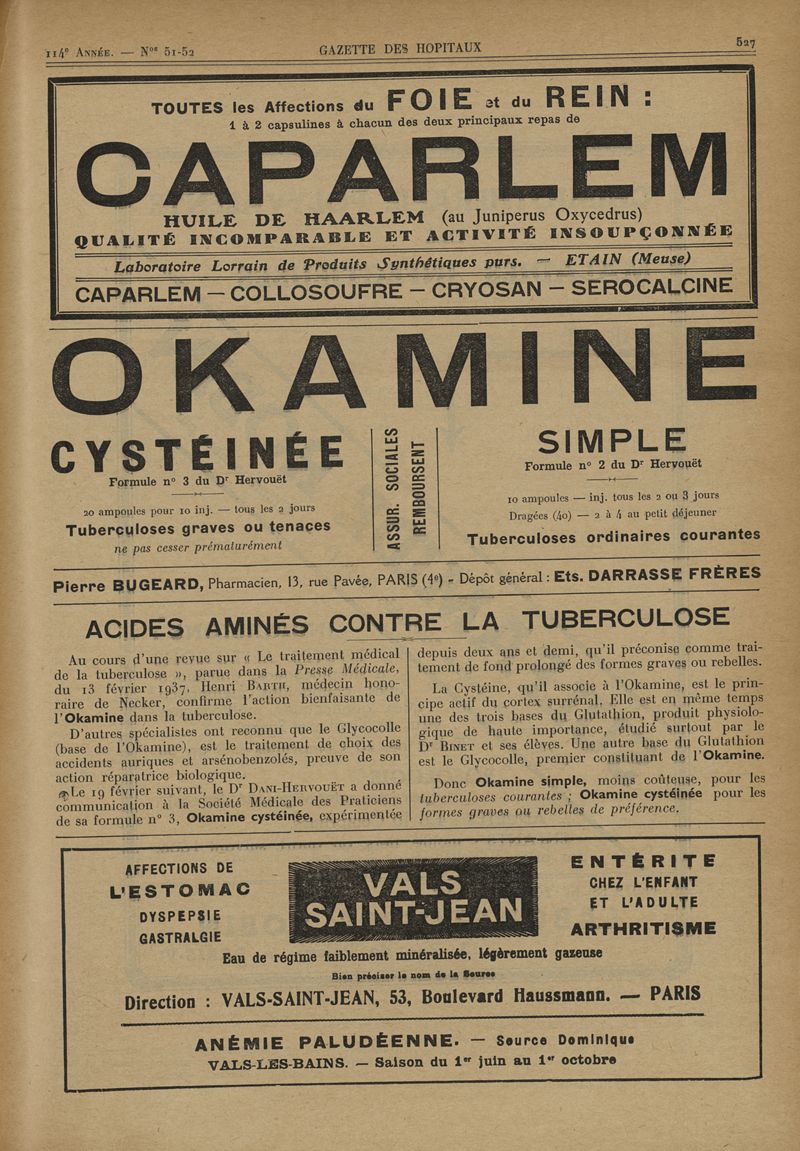 114e Année. — Nos 51-52
GAZETTE DES HOPITAUX
527
TOUTES les Affections du FOIE et du REIN :
1 à 2 capsulines à chacun des deux principaux repas de
CAPARLEM
HUILE DE HAARLEM (au Juniperus Oxycedrus)
QUALITÉ INCOMPARABLE ET ACTIVITÉ INSOUPÇONNÉE
Laboratoire Lorrain de Produits Synthétiques purs. — ETAIN (Meuse)
CAPARLEM — COLLOSOUFRE — CRYOSAN — SEROCALCINE
OKAMINE
CYSTÉINÉE
Formule n° 3 du Dr Hervouët
20 ampoules pour 10 inj. — tous les 2 jours
Tuberculoses graves ou tenaces
ne pas cesser prématurément
ASSUR. SOCIALES
REMBOURSENT
SIMPLE
Formule n° 2 du Dr Hervouët
10 ampoules — inj. tous les 2 ou 3 jours
Dragées (40) — 2 à 4 au petit déjeuner
Tuberculoses ordinaires courantes
Pierre BUGEARD, Pharmacien, 13, rue Pavée, PARIS (4e) - Dépôt général : Ets. DARRASSE FRÈRES
ACIDES AMINÉS CONTRE LA TUBERCULOSE
Au cours d'une revue sur « Le traitement médical
de la tuberculose », parue dans la Presse Médicale,
du 13 février 1937, Henri Barth, médecin hono-
raire de Necker, confirme l'action bienfaisante de
l'Okamine dans la tuberculose.
D'autres spécialistes ont reconnu que le Glycocolle
(base de l'Okamine), est le traitement de choix des
accidents auriques et arsénobenzolés, preuve de son
action réparatrice biologique.
Le 19 février suivant, le Dr Dani-Hervouët a donné
communication à la Société Médicale des Praticiens
de sa formule n° 3, Okamine cystéinée, expérimentée
depuis deux ans et demi, qu'il préconise comme trai-
tement de fond prolongé des formes graves ou rebelles.
La Cystéine, qu'il associe à l'Okamine, est le prin-
cipe actif du cortex surrénal. Elle est en même temps
une des trois bases du Glutathion, produit physiolo-
gique de haute importance, étudié surtout par le
Dr Binet et ses élèves. Une autre base du Glutathion
est le Glycocolle, premier constituant de l'Okamine.
Donc Okamine simple, moins coûteuse, pour les
tuberculoses courantes ; Okamine cystéinée pour les
formes graves ou rebelles de préférence.
AFFECTIONS DE
L'ESTOMAC
DYSPEPSIE
GASTRALGIE
VALS
SAINT-JEAN
ENTÉRITE
CHEZ L'ENFANT
ET L'ADULTE
ARTHRITISME
Eau de régime faiblement minéralisée, légèrement gazeuse
Bien préciser le nom de la Source
Direction : VALS-SAINT-JEAN, 53, Boulevard Haussmann. — PARIS
ANÉMIE PALUDÉENNE. — Source Dominique
VALS-LES-BAINS. — Saison du 1er juin au 1er octobre